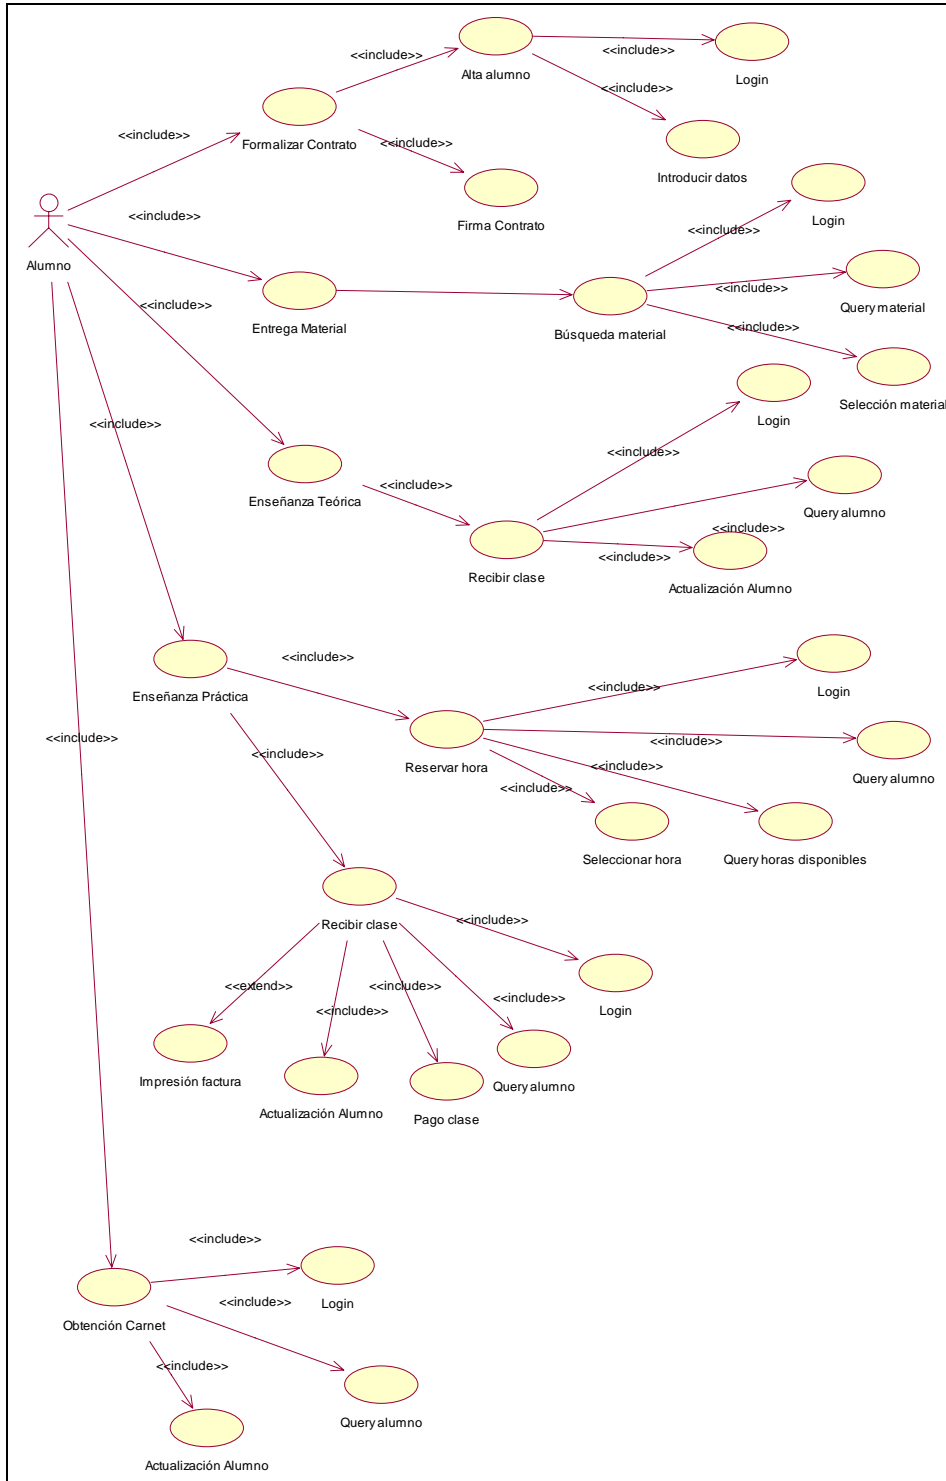 <<include>>
Alta alumno
Login
<<include>>
<<include>>
<<include>>
Formalizar Contrato
<<include>>
Introducir datos
Firma Contrato
Login
<<include>>
<<include>>
Alumno
Entrega Material
Búsqueda material
<<include>>
Query material
<<include>>
Selección material
<<include>>
<<include>>
Enseñanza Teórica
<<include>>
Recibir clase
<<include>>
Login
Query alumno
<<include>>
<<include>>
Actualización Alumno
Enseñanza Práctica
<<include>>
Reservar hora
<<include>>
Login
<<include>>
Query alumno
<<include>>
<<include>>
Seleccionar hora
Query horas disponibles
<<include>>
<<include>>
Recibir clase
<<include>>
Login
<<extend>>
<<include>>
<<include>>
<<include>>
Impresión factura
Actualización Alumno
Pago clase
Query alumno
<<include>>
Login
Obtención Carnet
<<include>>
<<include>>
Query alumno
Actualización Alumno